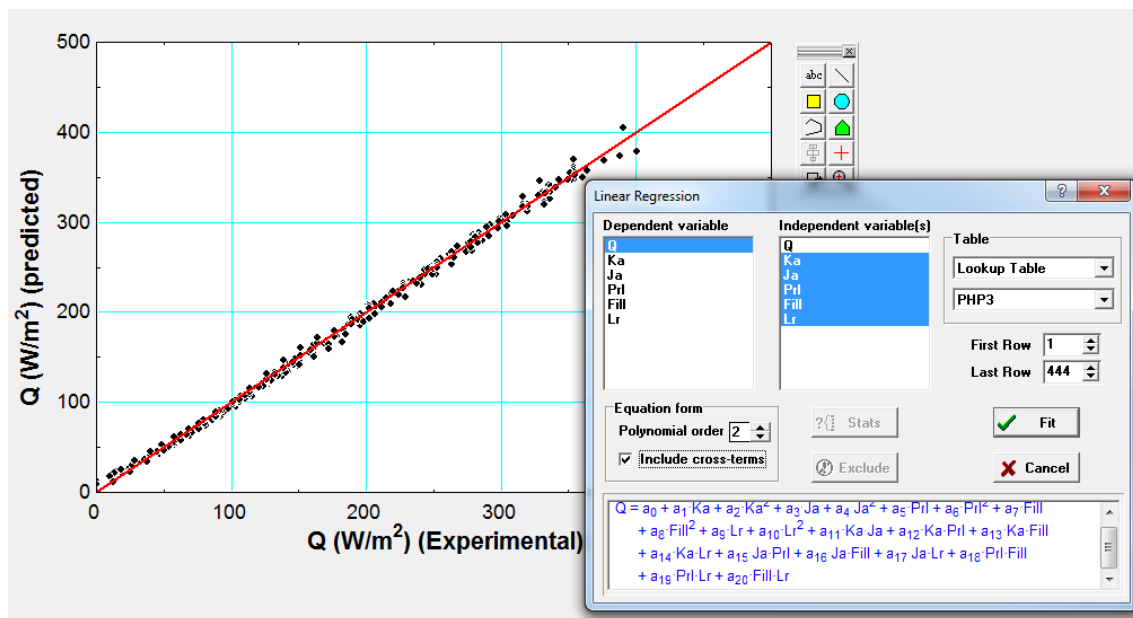 500
400
300
200
100
0
0
100
200
300
Q (W/m²) (predicted)
Q (W/m²) (Experimental)
abc
Linear Regression
?
x
Dependent variable
Q
Ka
Ja
Prl
Fill
Lr
Independent variable(s)
Q
Ka
Ja
Prl
Fill
Lr
Table
Lookup Table
PHP3
First Row 1
Last Row 444
Equation form
Polynomial order 2
Include cross-terms
?{} Stats
Fit
Exclude
Cancel
Q = a₀ + a₁·Ka + a₂·Ka² + a₃·Ja + a₄·Ja² + a₅·Prl + a₆·Prl² + a₇·Fill
+ a₈·Fill² + a₉·Lr + a₁₀·Lr² + a₁₁·Ka·Ja + a₁₂·Ka·Prl + a₁₃·Ka·Fill
+ a₁₄·Ka·Lr + a₁₅·Ja·Prl + a₁₆·Ja·Fill + a₁₇·Ja·Lr + a₁₈·Prl·Fill
+ a₁₉·Prl·Lr + a₂₀·Fill·Lr